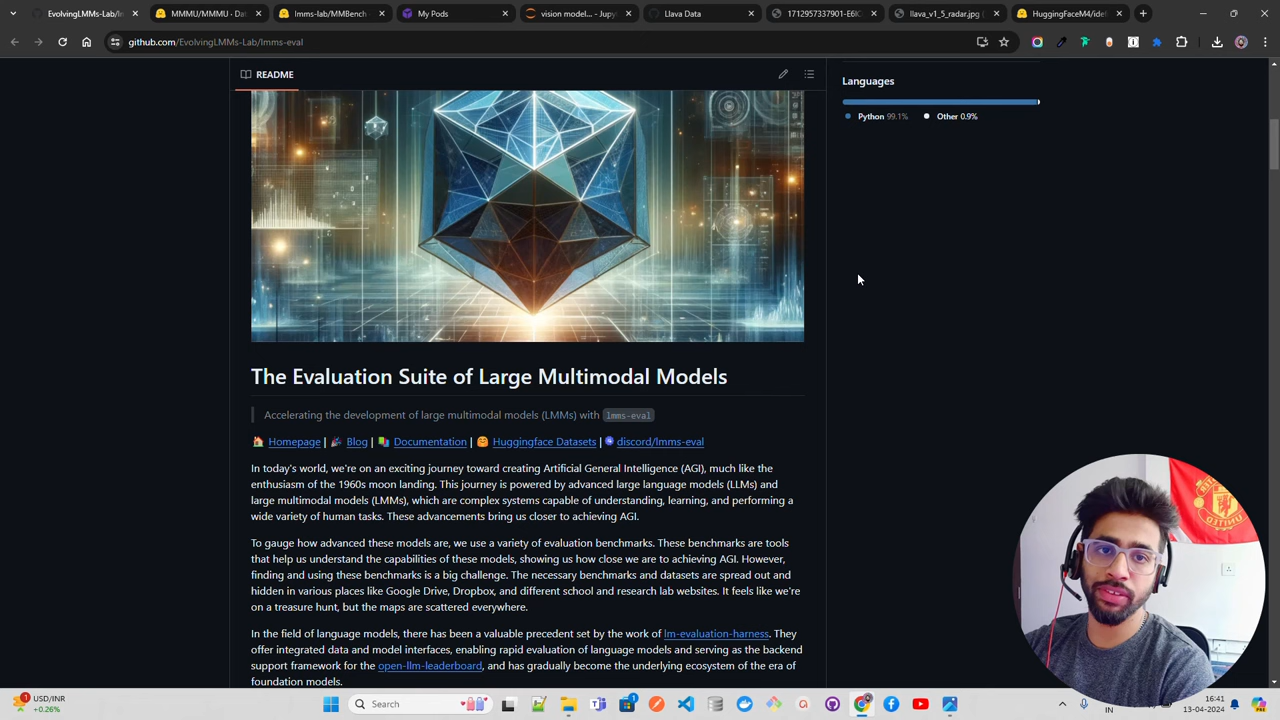 EvolvingLMMs-Lab/lm
MMMU/MMMU · Dat
lmms-lab/MMBench
My Pods
vision model... - Jupyt
Llava Data
1712957337901-E6IC
llava_v1_5_radar.jpg (
HuggingFaceM4/idef
github.com/EvolvingLMMs-Lab/lmms-eval
README
Languages
Python 99.1%
Other 0.9%
The Evaluation Suite of Large Multimodal Models
Accelerating the development of large multimodal models (LMMs) with lmms-eval
Homepage | Blog | Documentation | Huggingface Datasets | discord/lmms-eval
In today's world, we're on an exciting journey toward creating Artificial General Intelligence (AGI), much like the
enthusiasm of the 1960s moon landing. This journey is powered by advanced large language models (LLMs) and
large multimodal models (LMMs), which are complex systems capable of understanding, learning, and performing a
wide variety of human tasks. These advancements bring us closer to achieving AGI.
To gauge how advanced these models are, we use a variety of evaluation benchmarks. These benchmarks are tools
that help us understand the capabilities of these models, showing us how close we are to achieving AGI. However,
finding and using these benchmarks is a big challenge. The necessary benchmarks and datasets are spread out and
hidden in various places like Google Drive, Dropbox, and different school and research lab websites. It feels like we're
on a treasure hunt, but the maps are scattered everywhere.
In the field of language models, there has been a valuable precedent set by the work of lm-evaluation-harness. They
offer integrated data and model interfaces, enabling rapid evaluation of language models and serving as the backend
support framework for the open-llm-leaderboard, and has gradually become the underlying ecosystem of the era of
foundation models.
UNITED
USD/INR
+0.26%
Search
IN
16:41
13-04-2024